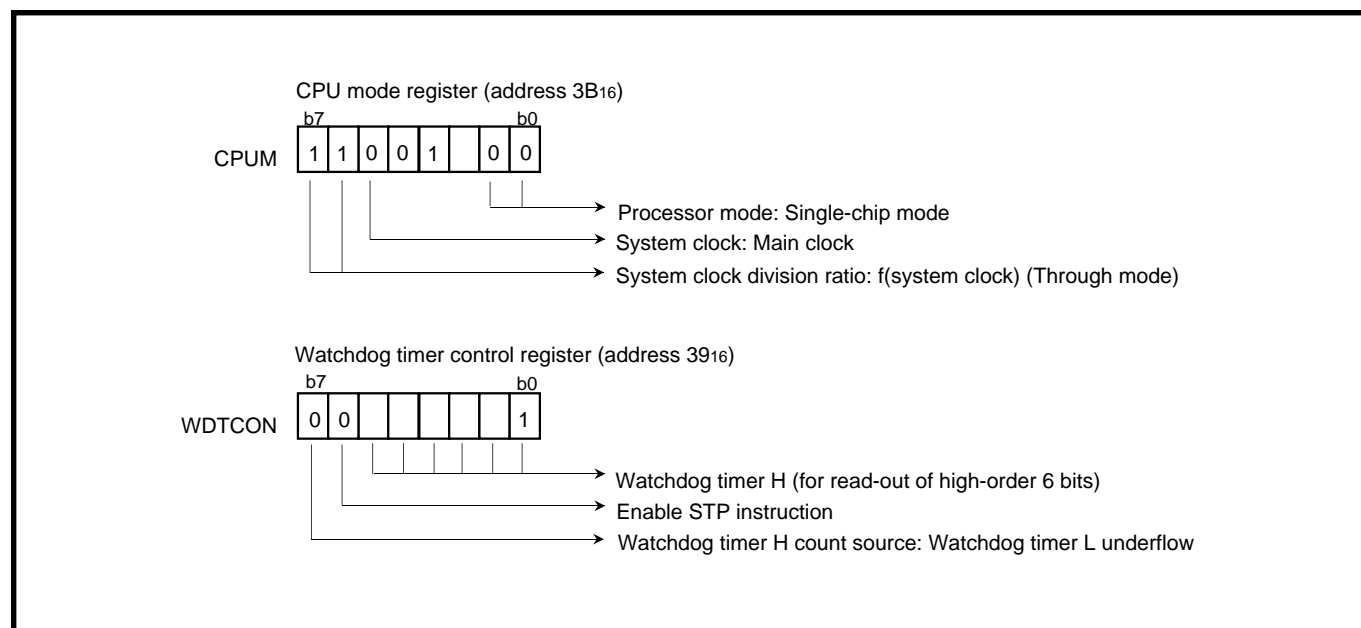 CPU mode register (address 3B16)
b7 b0
CPUM 1 1 0 0 1 0 0
Processor mode: Single-chip mode
System clock: Main clock
System clock division ratio: f(system clock) (Through mode)
Watchdog timer control register (address 3916)
b7 b0
WDTCON 0 0 1
Watchdog timer H (for read-out of high-order 6 bits)
Enable STP instruction
Watchdog timer H count source: Watchdog timer L underflow